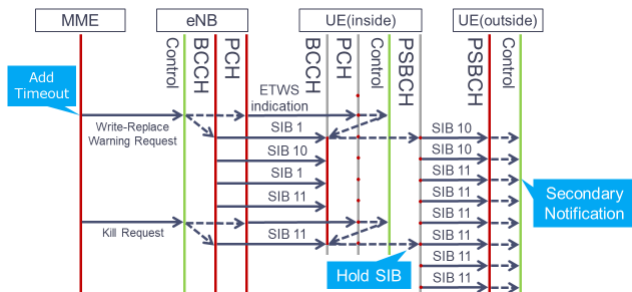 MME
eNB
UE(inside)
UE(outside)
Control
BCCH
PCH
BCCH
PCH
Control
PSBCH
PSBCH
Control
Add
Timeout
ETWS
indication
Write-Replace
Warning Request
SIB 1
SIB 10
SIB 10
SIB 10
SIB 1
SIB 11
SIB 11
SIB 11
SIB 11
Secondary
Notification
Kill Request
SIB 11
SIB 11
Hold SIB
SIB 11
SIB 11